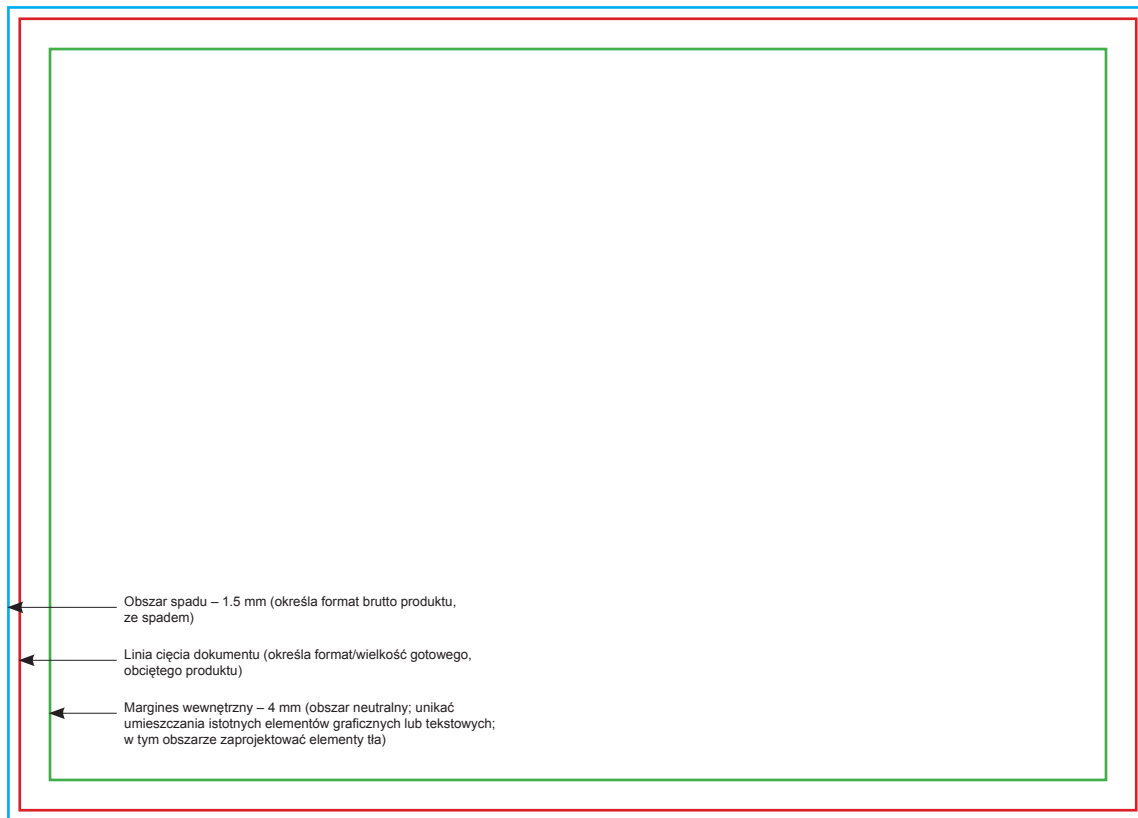 Obszar spadu – 1.5 mm (określa format brutto produktu,
ze spadem)
Linia cięcia dokumentu (określa format/wielkość gotowego,
obciętego produktu)
Margines wewnętrzny – 4 mm (obszar neutralny; unikać
umieszczania istotnych elementów graficznych lub tekstowych;
w tym obszarze zaprojektować elementy tła)